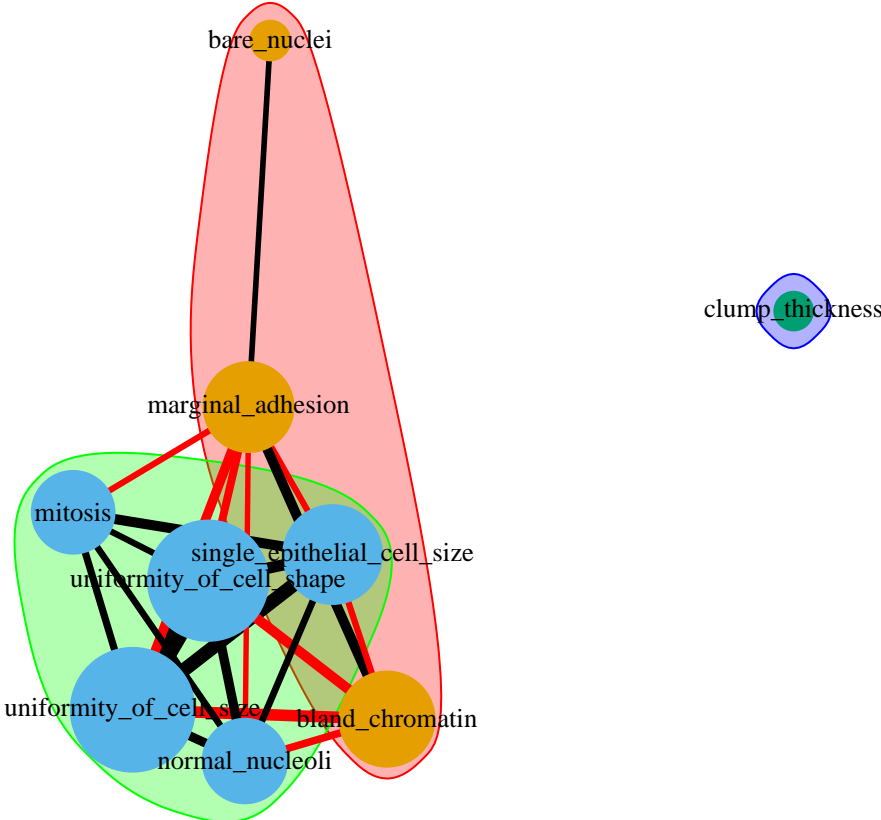 bare_nuclei
clump_thickness
marginal_adhesion
mitosis
single_epithelial_cell_size
uniformity_of_cell_shape
uniformity_of_cell_size
bland_chromatin
normal_nucleoli